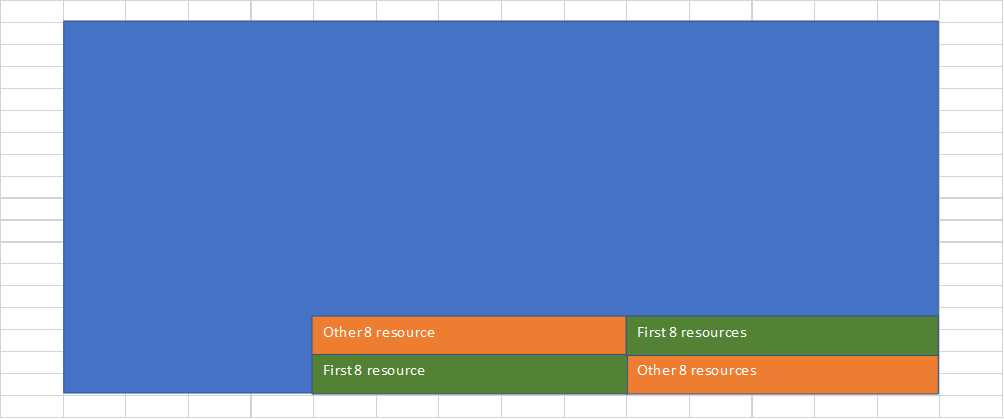 Other 8 resource
First 8 resources
First 8 resource
Other 8 resources